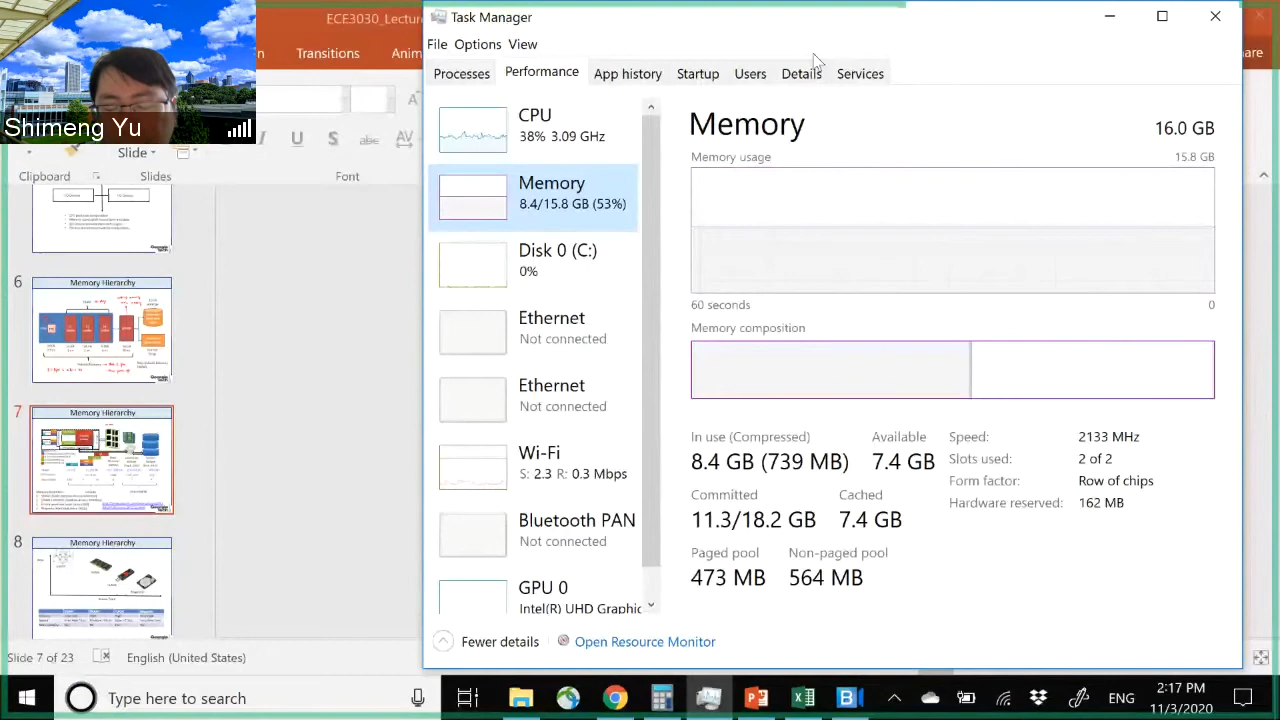 ECE3030_Lectur
Task Manager
File Options View
Transitions
Anim
are
Processes
Performance
App history
Startup
Users
Details
Services
Shimeng Yu
Slide
Clipboard
Slides
Font
CPU
38% 3.09 GHz
Memory
8.4/15.8 GB (53%)
Disk 0 (C:)
0%
Ethernet
Not connected
Ethernet
Not connected
Wi-Fi
S: 2.3 R: 0.3 Mbps
Bluetooth PAN
Not connected
GPU 0
Intel(R) UHD Graphic
Memory
16.0 GB
Memory usage
15.8 GB
60 seconds
0
Memory composition
In use (Compressed)
8.4 GB (739 MB)
Available
7.4 GB
Speed: 2133 MHz
Slots used: 2 of 2
Form factor: Row of chips
Hardware reserved: 162 MB
Committed
11.3/18.2 GB
Cached
7.4 GB
Paged pool
473 MB
Non-paged pool
564 MB
Fewer details
Open Resource Monitor
6
Memory Hierarchy
7
Memory Hierarchy
8
Memory Hierarchy
Slide 7 of 23
English (United States)
Type here to search
ENG
2:17 PM
11/3/2020